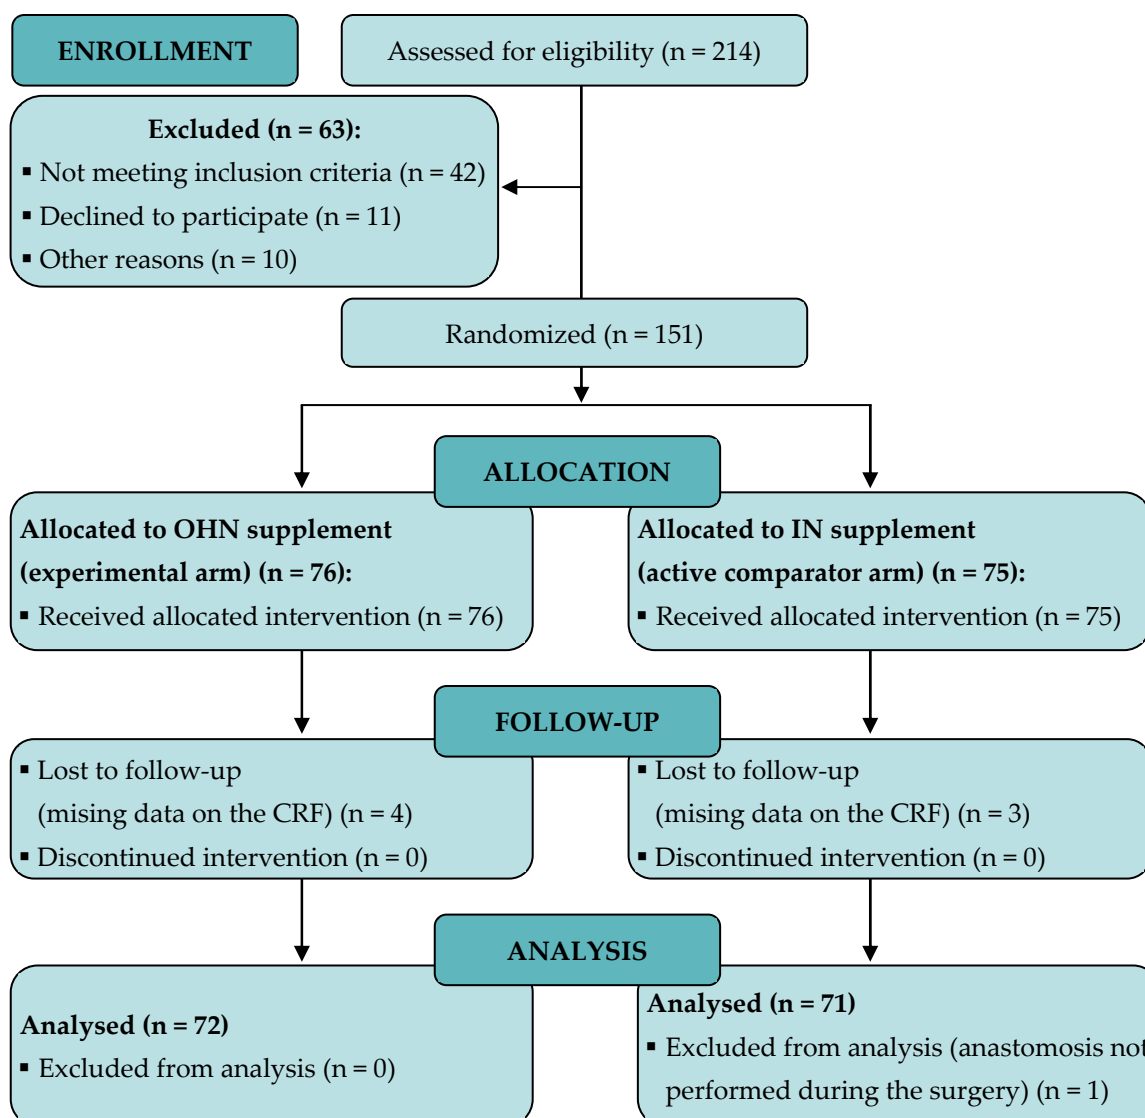 ENROLLMENT
Assessed for eligibility (n = 214)
Excluded (n = 63):
▪ Not meeting inclusion criteria (n = 42)
▪ Declined to participate (n = 11)
▪ Other reasons (n = 10)
Randomized (n = 151)
ALLOCATION
Allocated to OHN supplement
(experimental arm) (n = 76):
▪ Received allocated intervention (n = 76)
Allocated to IN supplement
(active comparator arm) (n = 75):
▪ Received allocated intervention (n = 75)
FOLLOW-UP
▪ Lost to follow-up
(mising data on the CRF) (n = 4)
▪ Discontinued intervention (n = 0)
▪ Lost to follow-up
(mising data on the CRF) (n = 3)
▪ Discontinued intervention (n = 0)
ANALYSIS
Analysed (n = 72)
▪ Excluded from analysis (n = 0)
Analysed (n = 71)
▪ Excluded from analysis (anastomosis not
performed during the surgery) (n = 1)